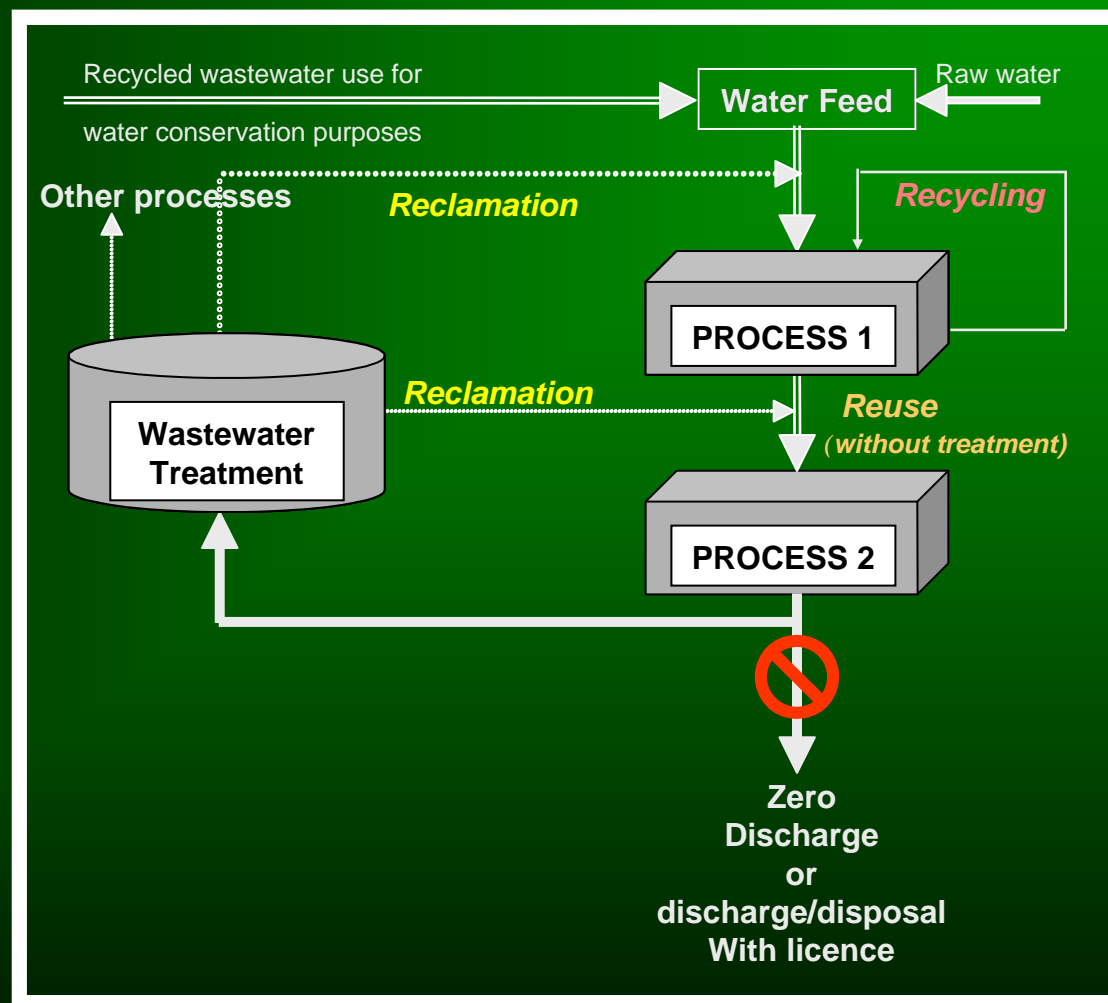 Recycled wastewater use for
water conservation purposes
Water Feed
Raw water
Other processes
Reclamation
Recycling
PROCESS 1
Reclamation
Reuse
(without treatment)
Wastewater
Treatment
PROCESS 2
Zero
Discharge
or
discharge/disposal
With licence